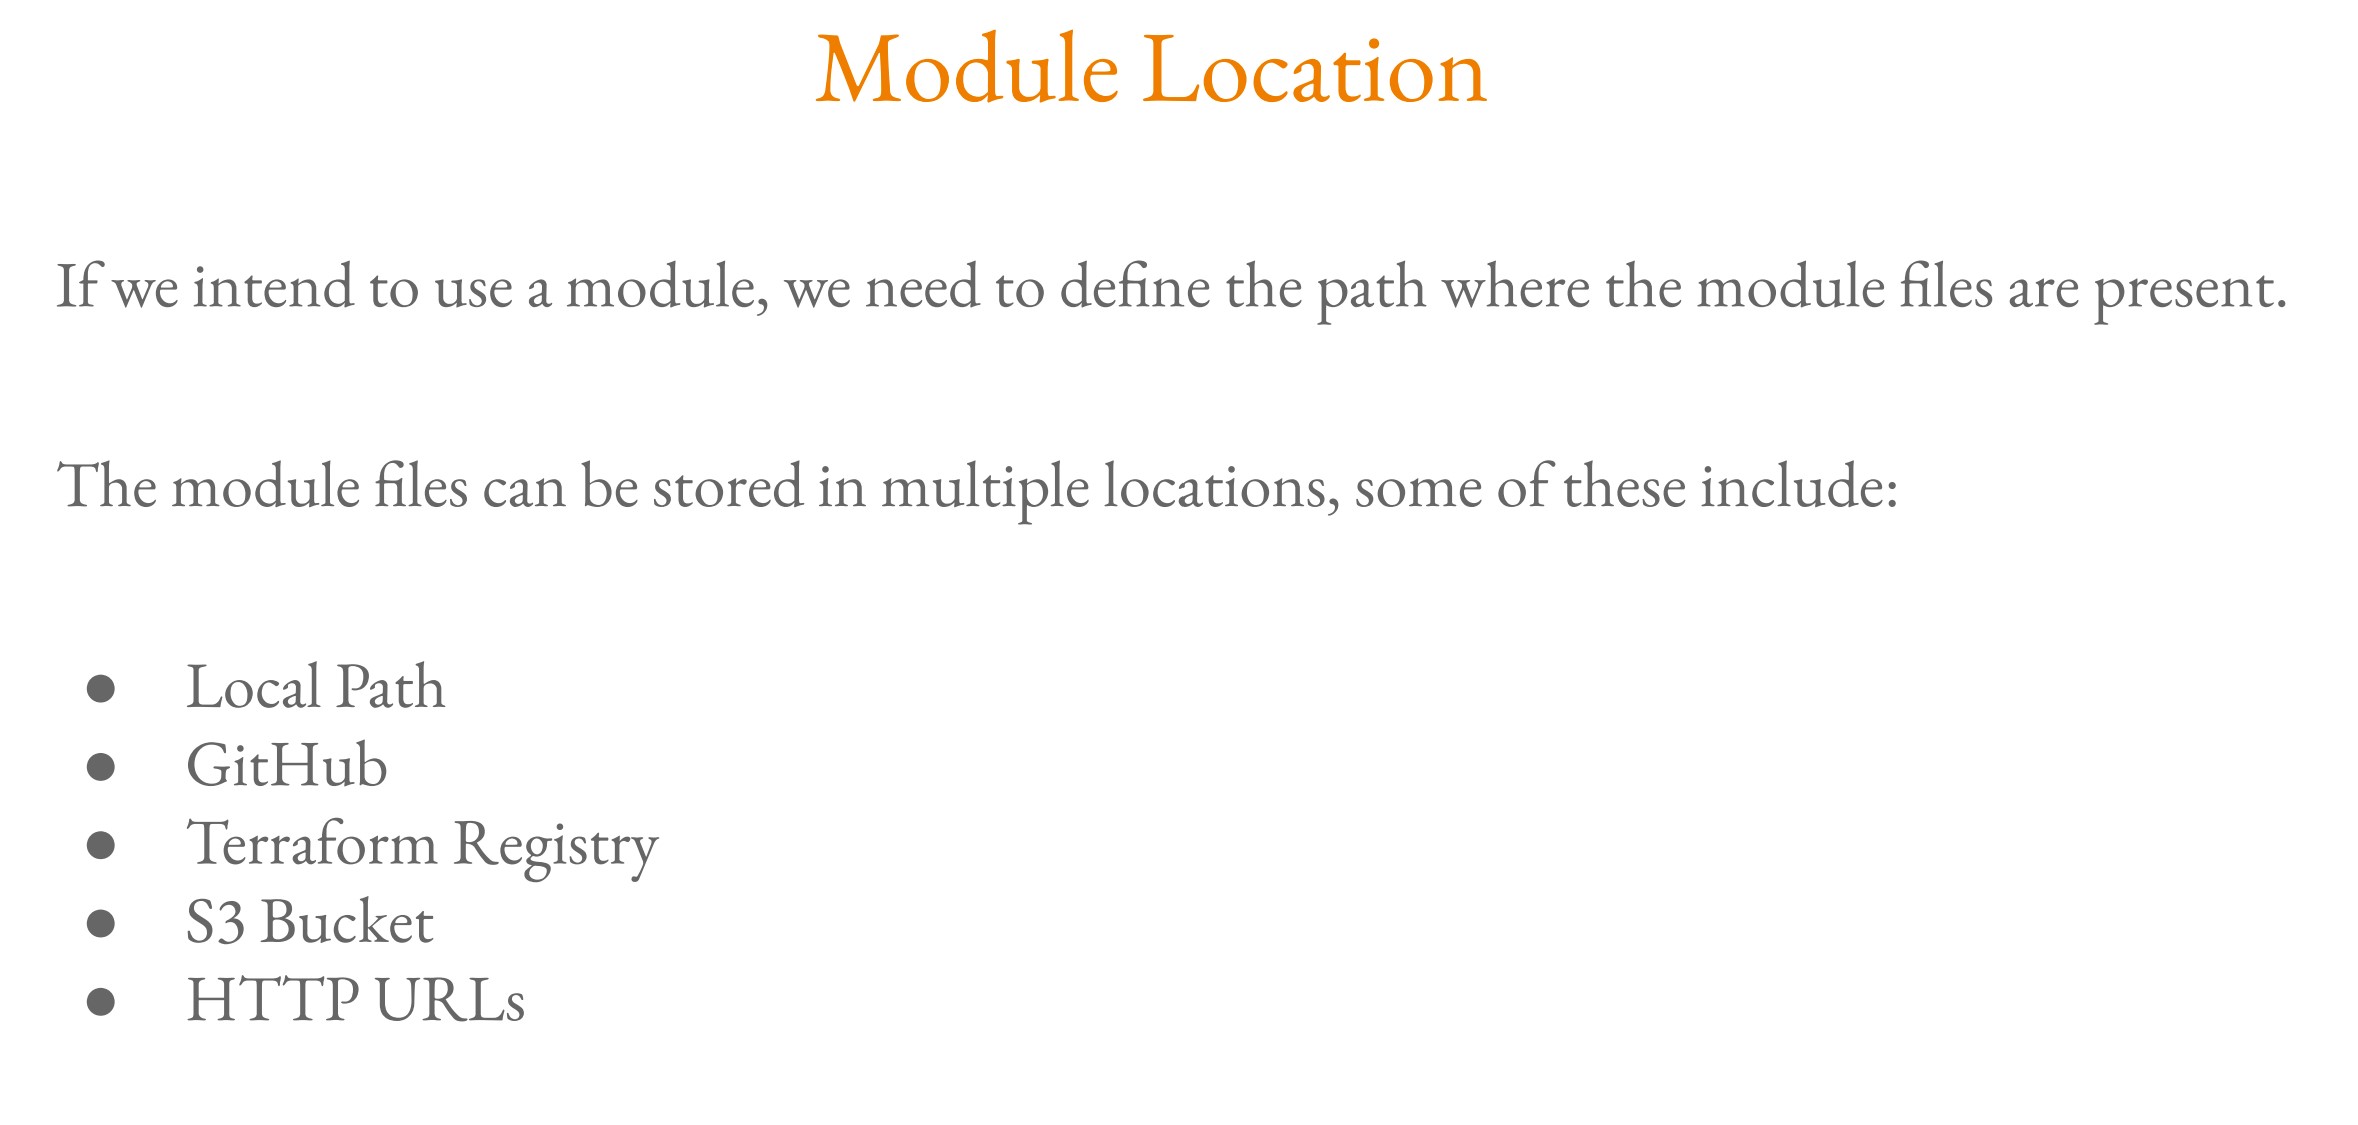 Module Location
If we intend to use a module, we need to define the path where the module files are present.
The module files can be stored in multiple locations, some of these include:
● Local Path
● GitHub
● Terraform Registry
● S3 Bucket
● HTTP URLs